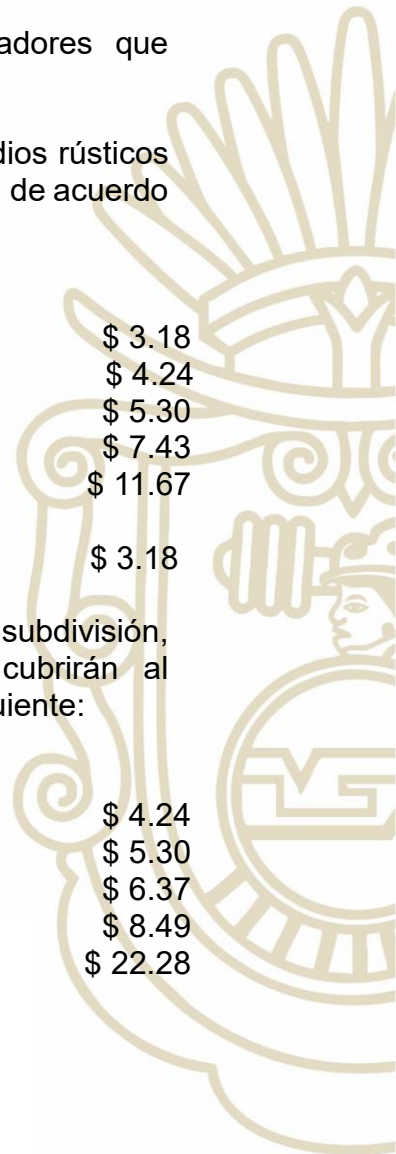 adores que
dios rústicos
de acuerdo
$ 3.18
$ 4.24
$ 5.30
$ 7.43
$ 11.67
$ 3.18
subdivisión,
cubrirán al
uiente:
$ 4.24
$ 5.30
$ 6.37
$ 8.49
$ 22.28